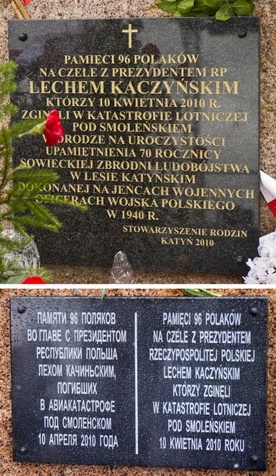 PAMIĘCI 96 POLAKÓW
NA CZELE Z PREZYDENTEM RP
LECHEM KACZYŃSKIM
KTÓRZY 10 KWIETNIA 2010 R.
ZGINĘLI W KATASTROFIE LOTNICZEJ
POD SMOLEŃSKIEM
W DRODZE NA UROCZYSTOŚCI
UPAMIĘTNIENIA 70 ROCZNICY
SOWIECKIEJ ZBRODNI LUDOBÓJSTWA
W LESIE KATYŃSKIM
DOKONANEJ NA JEŃCACH WOJENNYCH
OFICERACH WOJSKA POLSKIEGO
W 1940 R.
STOWARZYSZENIE RODZIN
KATYŃ 2010
ПАМЯТИ 96 ПОЛЯКОВ
ВО ГЛАВЕ С ПРЕЗИДЕНТОМ
РЕСПУБЛИКИ ПОЛЬША
ЛЕХОМ КАЧИНЬСКИМ,
ПОГИБШИХ
В АВИАКАТАСТРОФЕ
ПОД СМОЛЕНСКОМ
10 АПРЕЛЯ 2010 ГОДА
PAMIĘCI 96 POLAKÓW
NA CZELE Z PREZYDENTEM
RZECZYPOSPOLITEJ POLSKIEJ
LECHEM KACZYŃSKIM
KTÓRZY ZGINĘLI
W KATASTROFIE LOTNICZEJ
POD SMOLEŃSKIEM
10 KWIETNIA 2010 ROKU